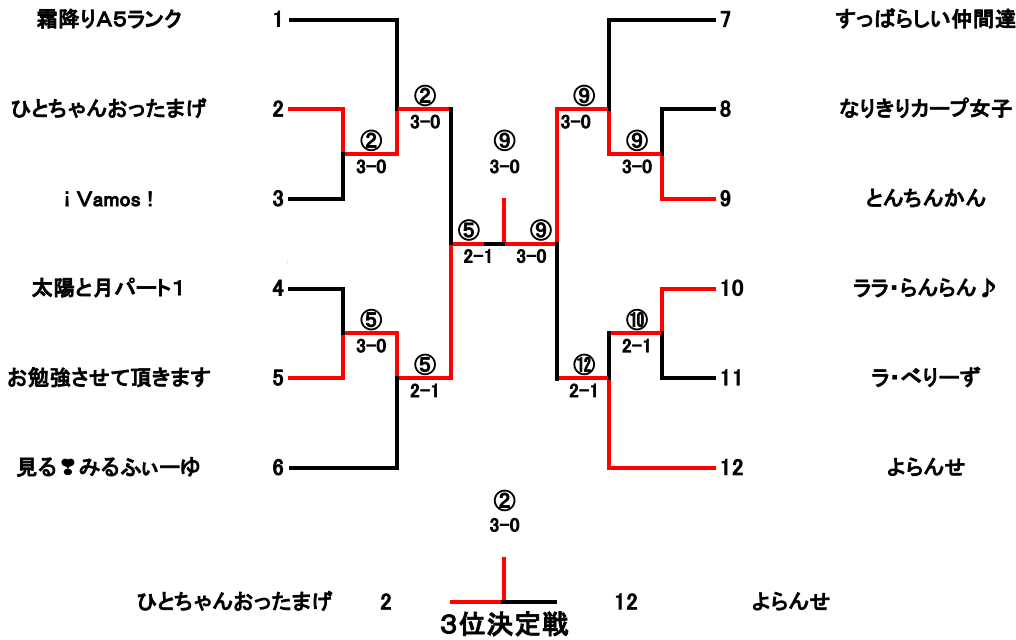 霜降りA5ランク 1 7 すっばらしい仲間達
② ⑨
ひとちゃんおったまげ 2 3-0 3-0 8 なりきりカープ女子
② ⑨ ⑨
3-0 3-0 3-0
¡Vamos! 3 9 とんちんかん
⑤ ⑨
2-1 3-0
太陽と月パート1 4 10 ララ・らんらん♪
⑤ ⑩
3-0 2-1
⑤ ⑫
お勉強させて頂きます 5 2-1 2-1 11 ラ・べりーず
見る❣みるふぃーゆ 6 12 よらんせ
②
3-0
ひとちゃんおったまげ 2 12 よらんせ
3位決定戦